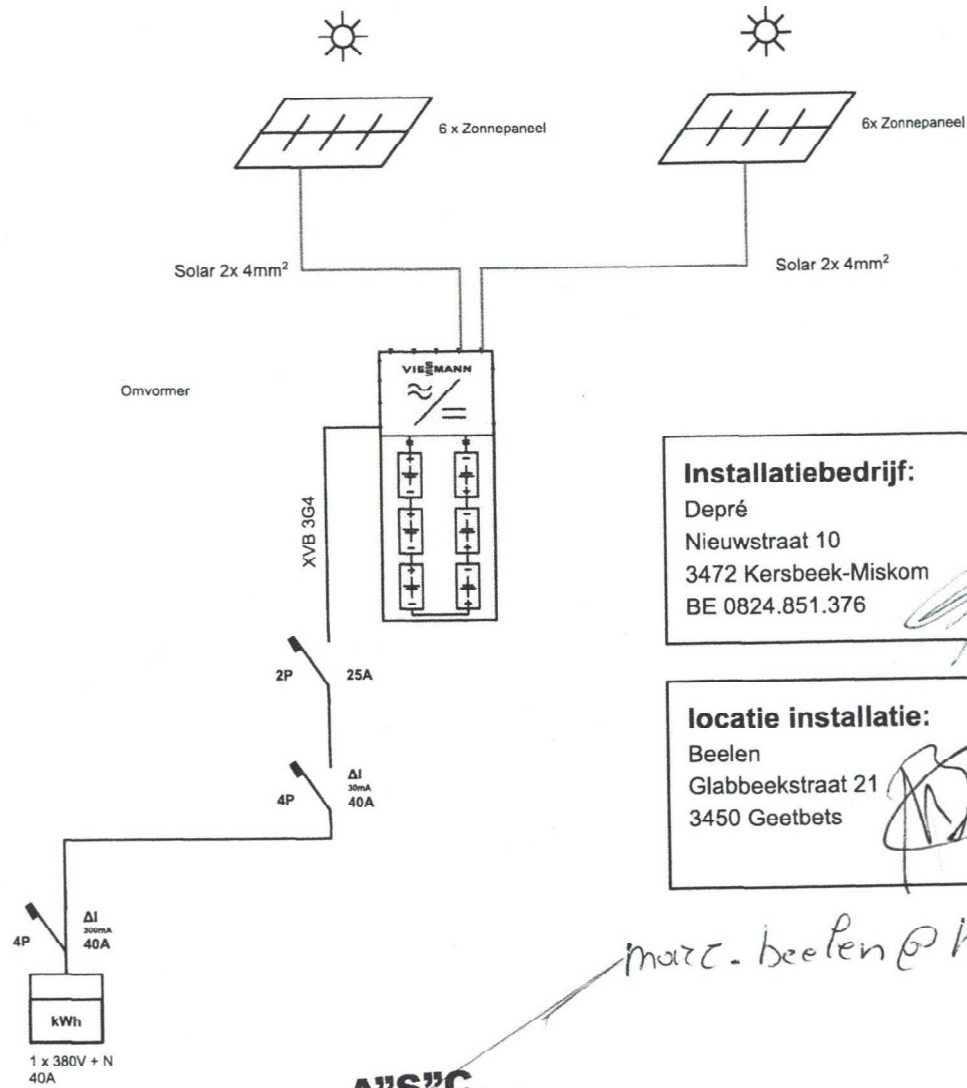 6 x Zonnepaneel
6x Zonnepaneel
Solar 2x 4mm²
Solar 2x 4mm²
Omvormer
VIESSMANN
XVB 3G4
2P 25A
4P
ΔI
30mA
40A
4P
ΔI
300mA
40A
kWh
1 x 380V + N
40A
Installatiebedrijf:
Depré
Nieuwstraat 10
3472 Kersbeek-Miskom
BE 0824.851.376
locatie installatie:
Beelen
Glabbeekstraat 21
3450 Geetbets
marc.beelen@
A"S"C